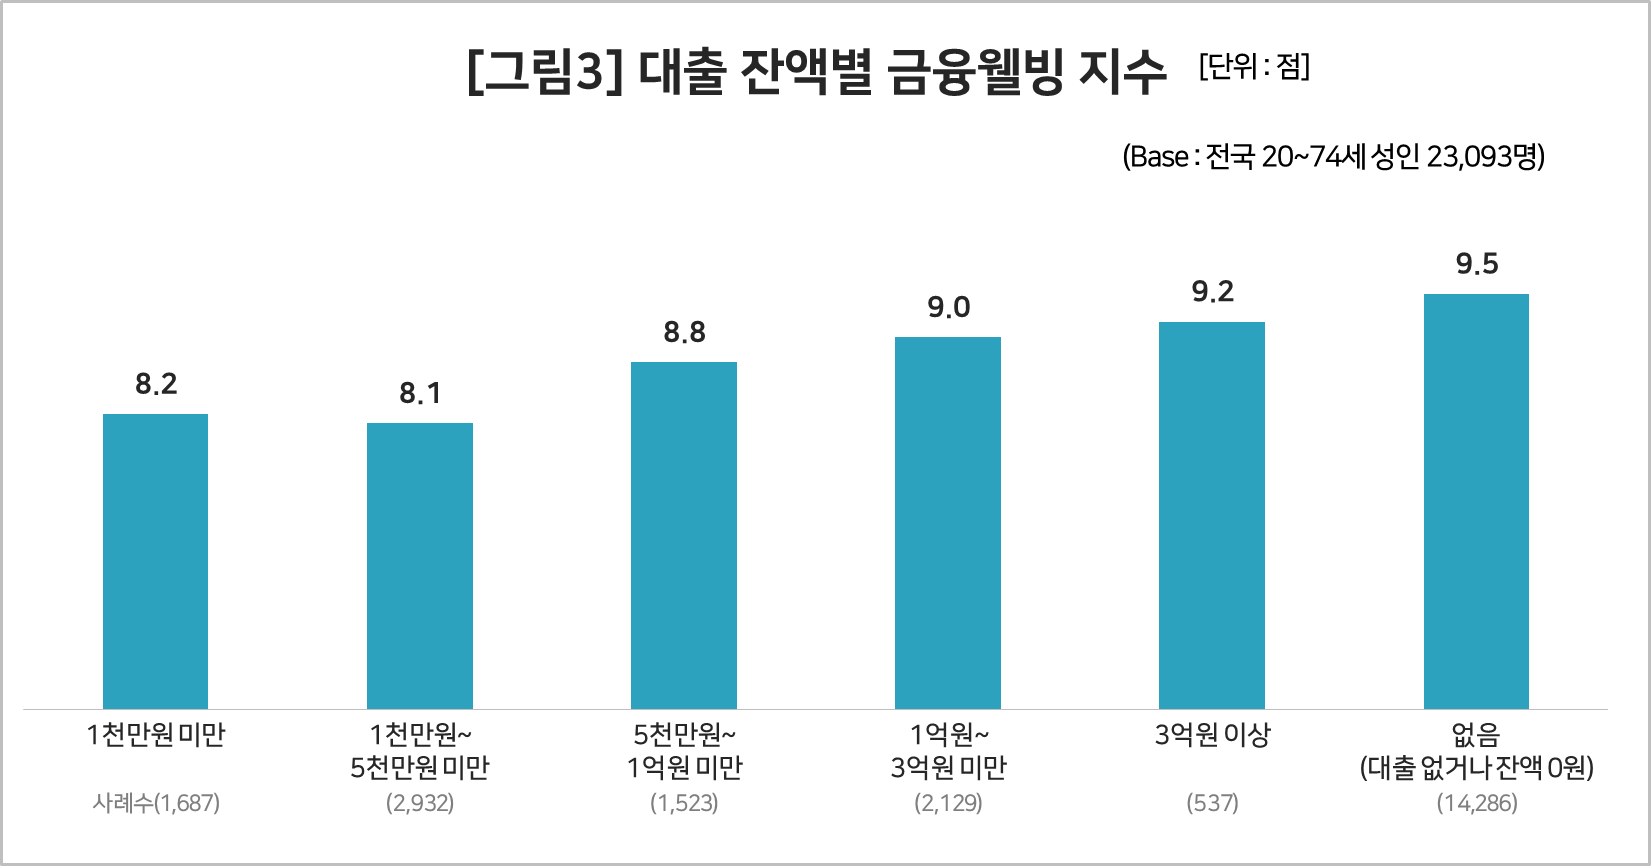 [그림3] 대출 잔액별 금융웰빙 지수 [단위 : 점]
(Base : 전국 20~74세 성인 23,093명)
8.2
8.1
8.8
9.0
9.2
9.5
1천만원 미만
1천만원~
5천만원 미만
5천만원~
1억원 미만
1억원~
3억원 미만
3억원 이상
없음
(대출 없거나 잔액 0원)
사례수(1,687)
(2,932)
(1,523)
(2,129)
(537)
(14,286)